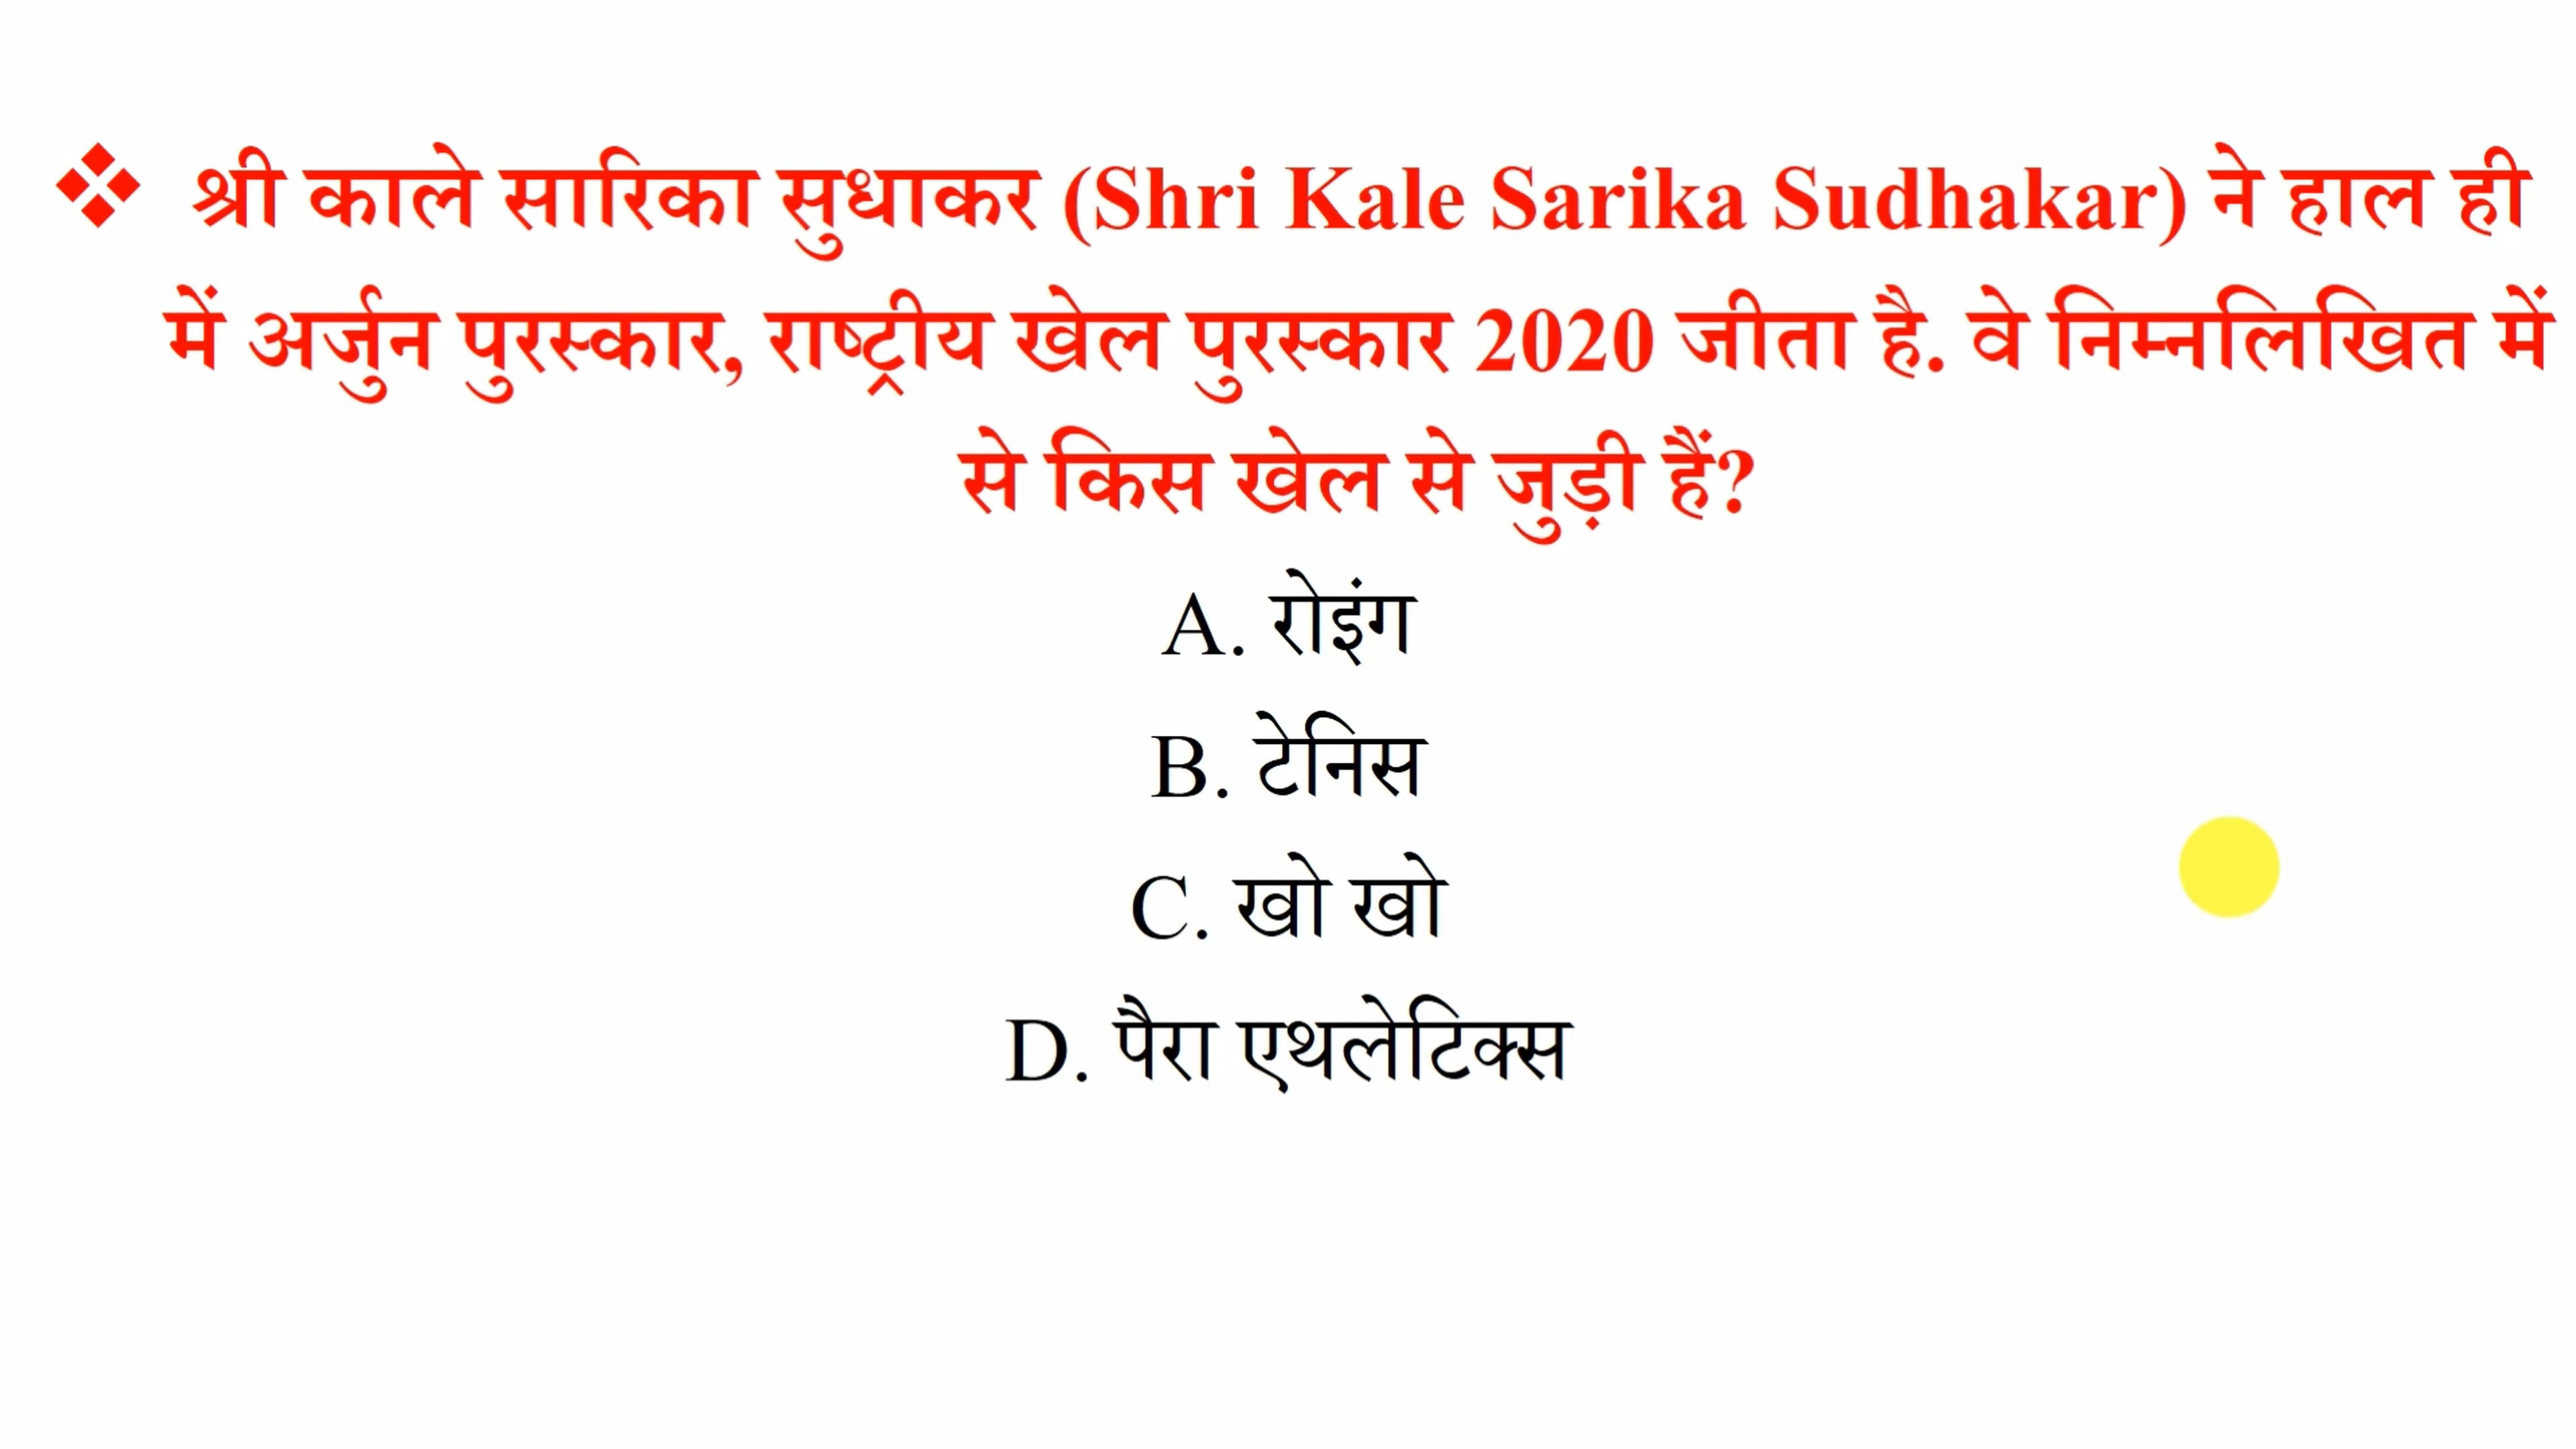 ❖ श्री काले सारिका सुधाकर (Shri Kale Sarika Sudhakar) ने हाल ही
में अर्जुन पुरस्कार, राष्ट्रीय खेल पुरस्कार 2020 जीता है. वे निम्नलिखित में
से किस खेल से जुड़ी हैं?
A. रोइंग
B. टेनिस
C. खो खो
D. पैरा एथलेटिक्स